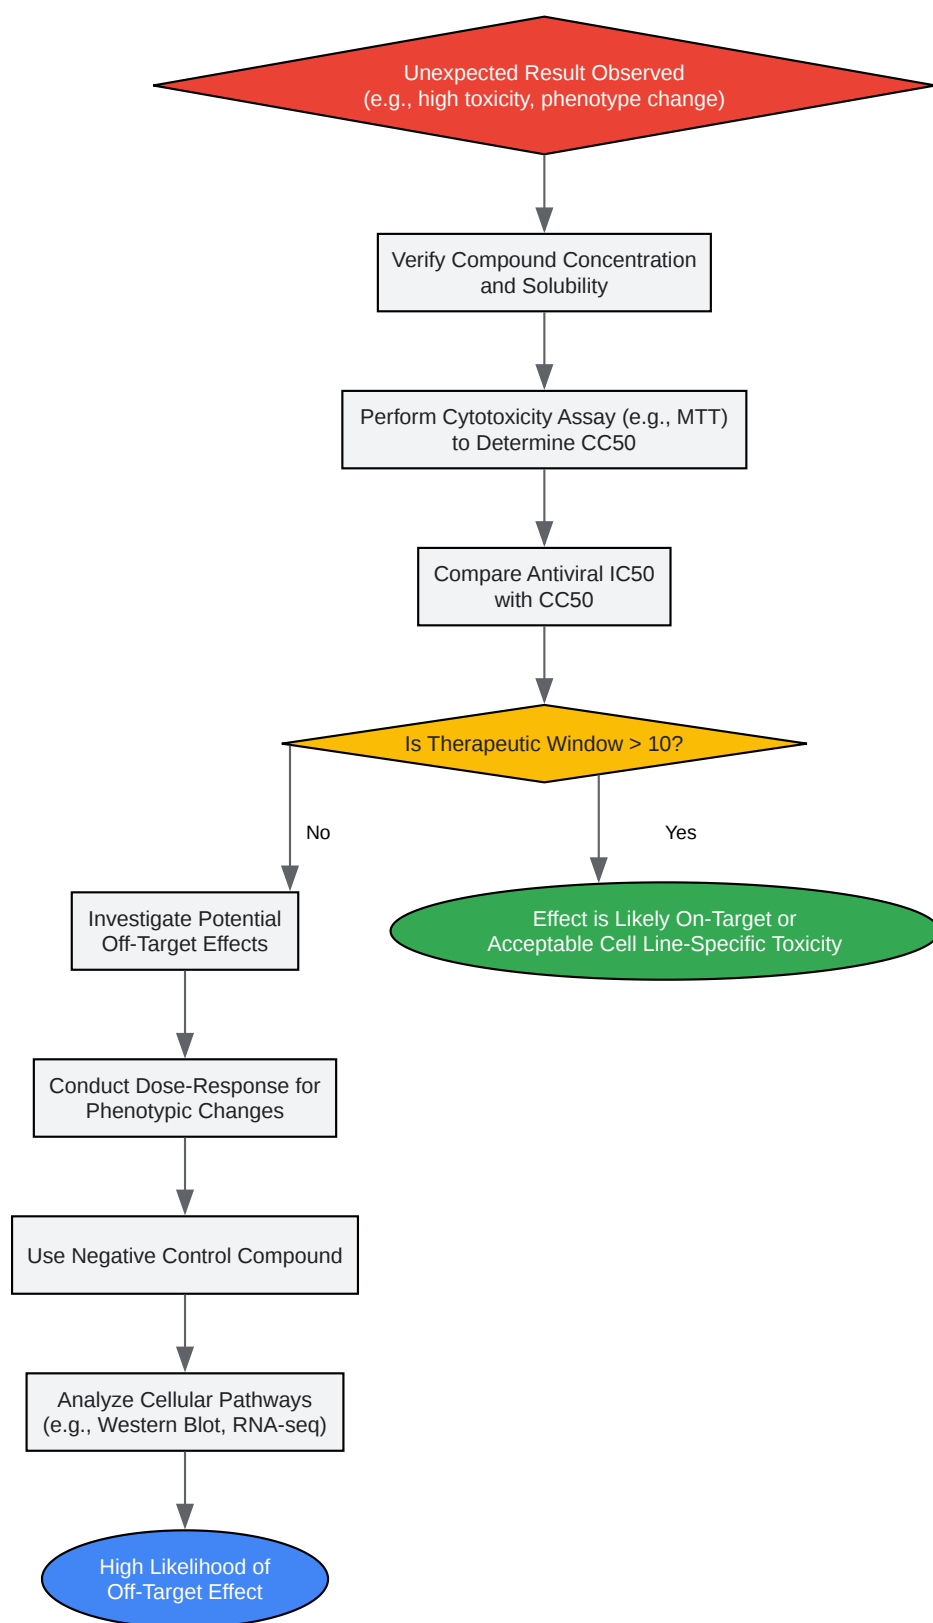 Unexpected Result Observed
(e.g., high toxicity, phenotype change)
Verify Compound Concentration
and Solubility
Perform Cytotoxicity Assay (e.g., MTT)
to Determine CC50
Compare Antiviral IC50
with CC50
Is Therapeutic Window > 10?
No
Yes
Investigate Potential
Off-Target Effects
Effect is Likely On-Target or
Acceptable Cell Line-Specific Toxicity
Conduct Dose-Response for
Phenotypic Changes
Use Negative Control Compound
Analyze Cellular Pathways
(e.g., Western Blot, RNA-seq)
High Likelihood of
Off-Target Effect